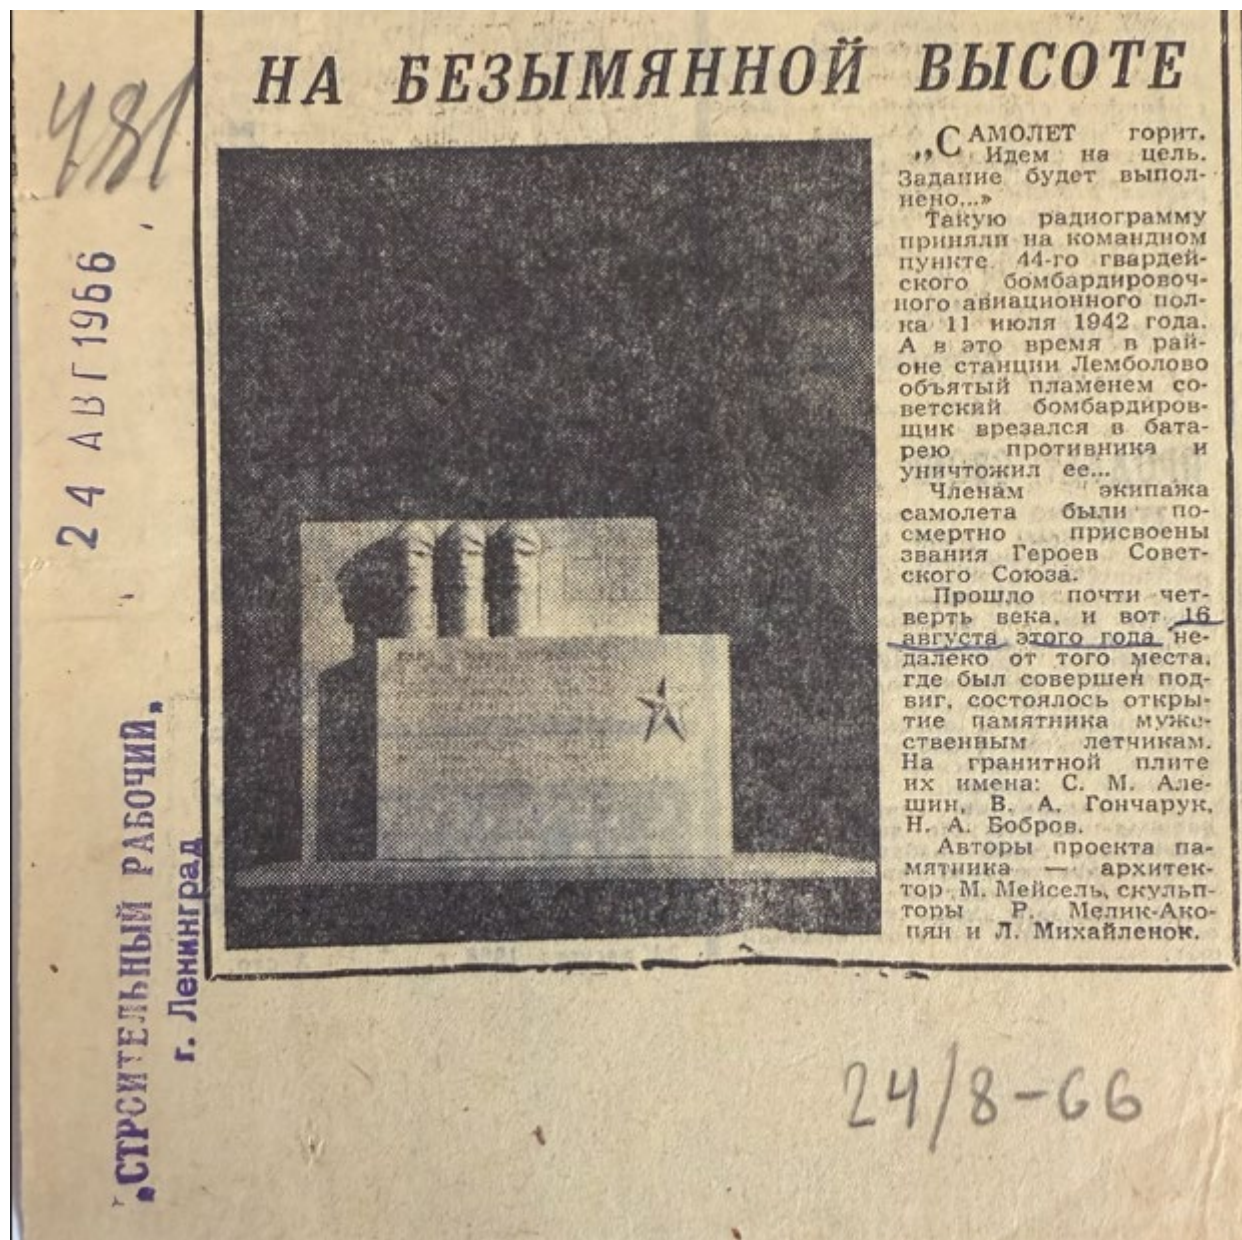 НА БЕЗЫМЯННОЙ ВЫСОТЕ
„САМОЛЕТ горит.
Идем на цель.
Задание будет выпол-
нено...»
Такую радиограмму
приняли на командном
пункте 44-го гвардей-
ского бомбардировоч-
ного авиационного пол-
ка 11 июля 1942 года.
А в это время в рай-
оне станции Лемболово
объятый пламенем со-
ветский бомбардиров-
щик врезался в бата-
рею противника и
уничтожил ее...
Членам экипажа
самолета были по-
смертно присвоены
звания Героев Совет-
ского Союза.
Прошло почти чет-
верть века, и вот 16
августа этого года не-
далеко от того места,
где был совершен под-
виг, состоялось откры-
тие памятника муже-
ственным летчикам.
На гранитной плите
их имена: С. М. Але-
шин, В. А. Гончарук,
Н. А. Бобров.
Авторы проекта па-
мятника — архитек-
тор М. Мейсель, скульп-
торы Р. Мелик-Ако-
пян и Л. Михайленок.
481
24 АВГ 1966
„СТРОИТЕЛЬНЫЙ РАБОЧИЙ„
г. Ленинград
24/8-66